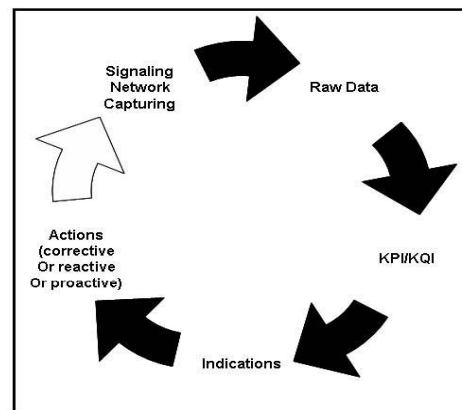 Signaling
Network
Capturing
Raw Data
KPI/KQI
Indications
Actions
(corrective
Or reactive
Or proactive)